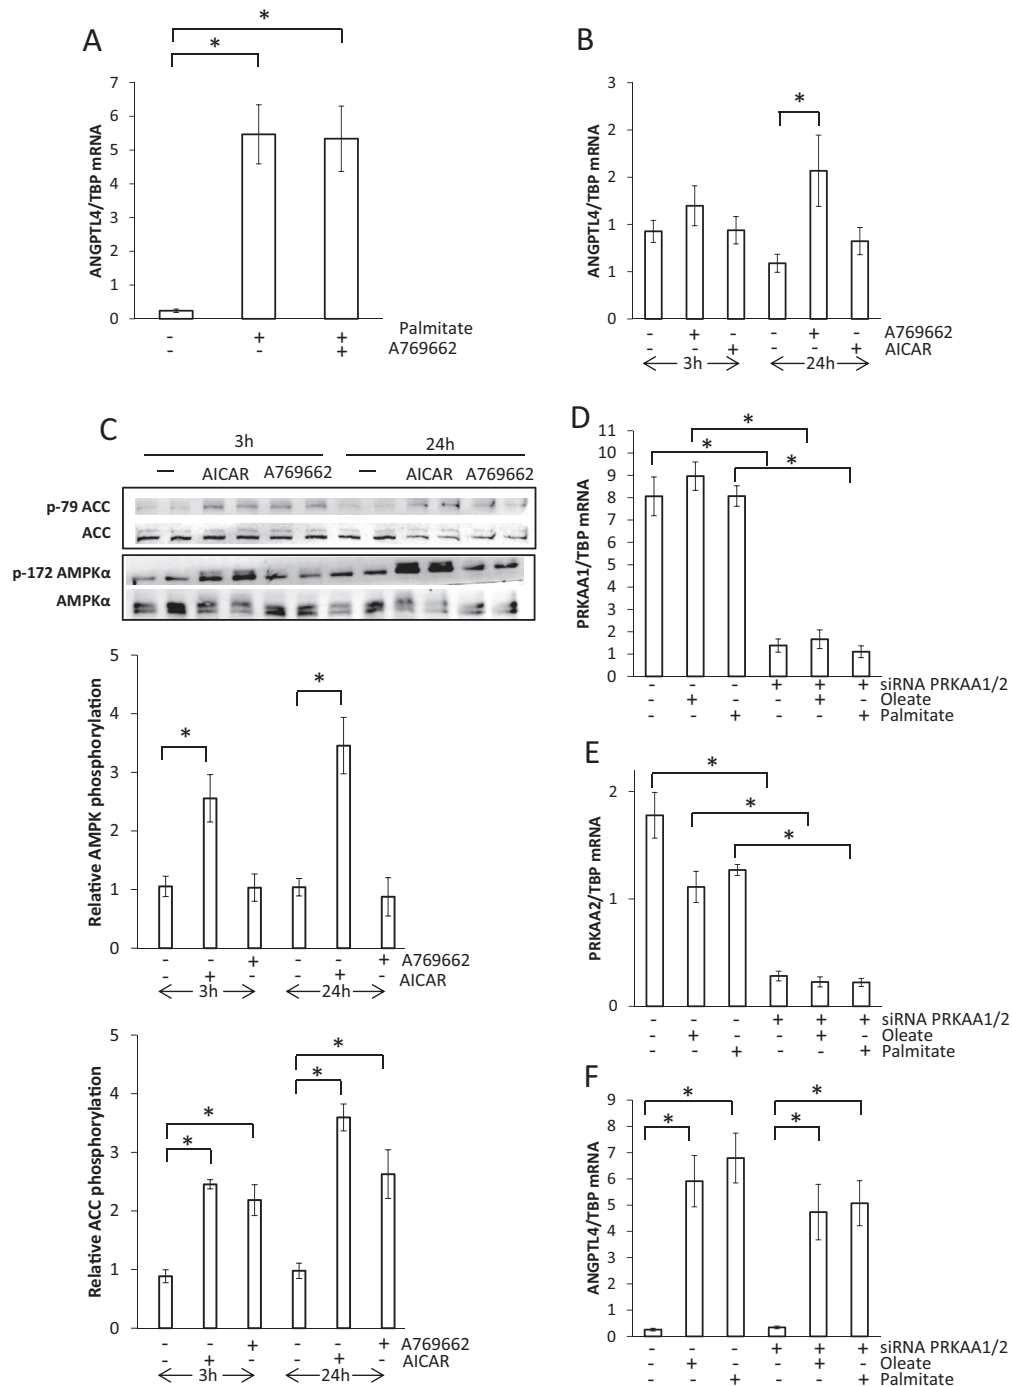 A
*
*
ANGPTL4/TBP mRNA
7
6
5
4
3
2
1
0
- + + Palmitate
- - + A769662
B
*
ANGPTL4/TBP mRNA
3
2
2
1
1
0
- + - - + - A769662
- - + - - + AICAR
3h 24h
C
3h 24h
— AICAR A769662 — AICAR A769662
p-79 ACC
ACC
p-172 AMPKα
AMPKα
Relative AMP phosphorylation
5
4
3
2
1
0
*
*
- - + - - + A769662
- + - - + - AICAR
3h 24h
Relative ACC phosphorylation
5
4
3
2
1
0
*
*
*
*
- - + - - + A769662
- + - - + - AICAR
3h 24h
D
PRKAA1/TBP mRNA
11
10
9
8
7
6
5
4
3
2
1
0
*
*
*
- - - + + + siRNA PRKAA1/2
- + - - + - Oleate
- - + - - + Palmitate
E
PRKAA2/TBP mRNA
2
1
0
*
*
*
- - - + + + siRNA PRKAA1/2
- + - - + - Oleate
- - + - - + Palmitate
F
ANGPTL4/TBP mRNA
9
8
7
6
5
4
3
2
1
0
*
*
*
*
- - - + + + siRNA PRKAA1/2
- + - - + - Oleate
- - + - - + Palmitate